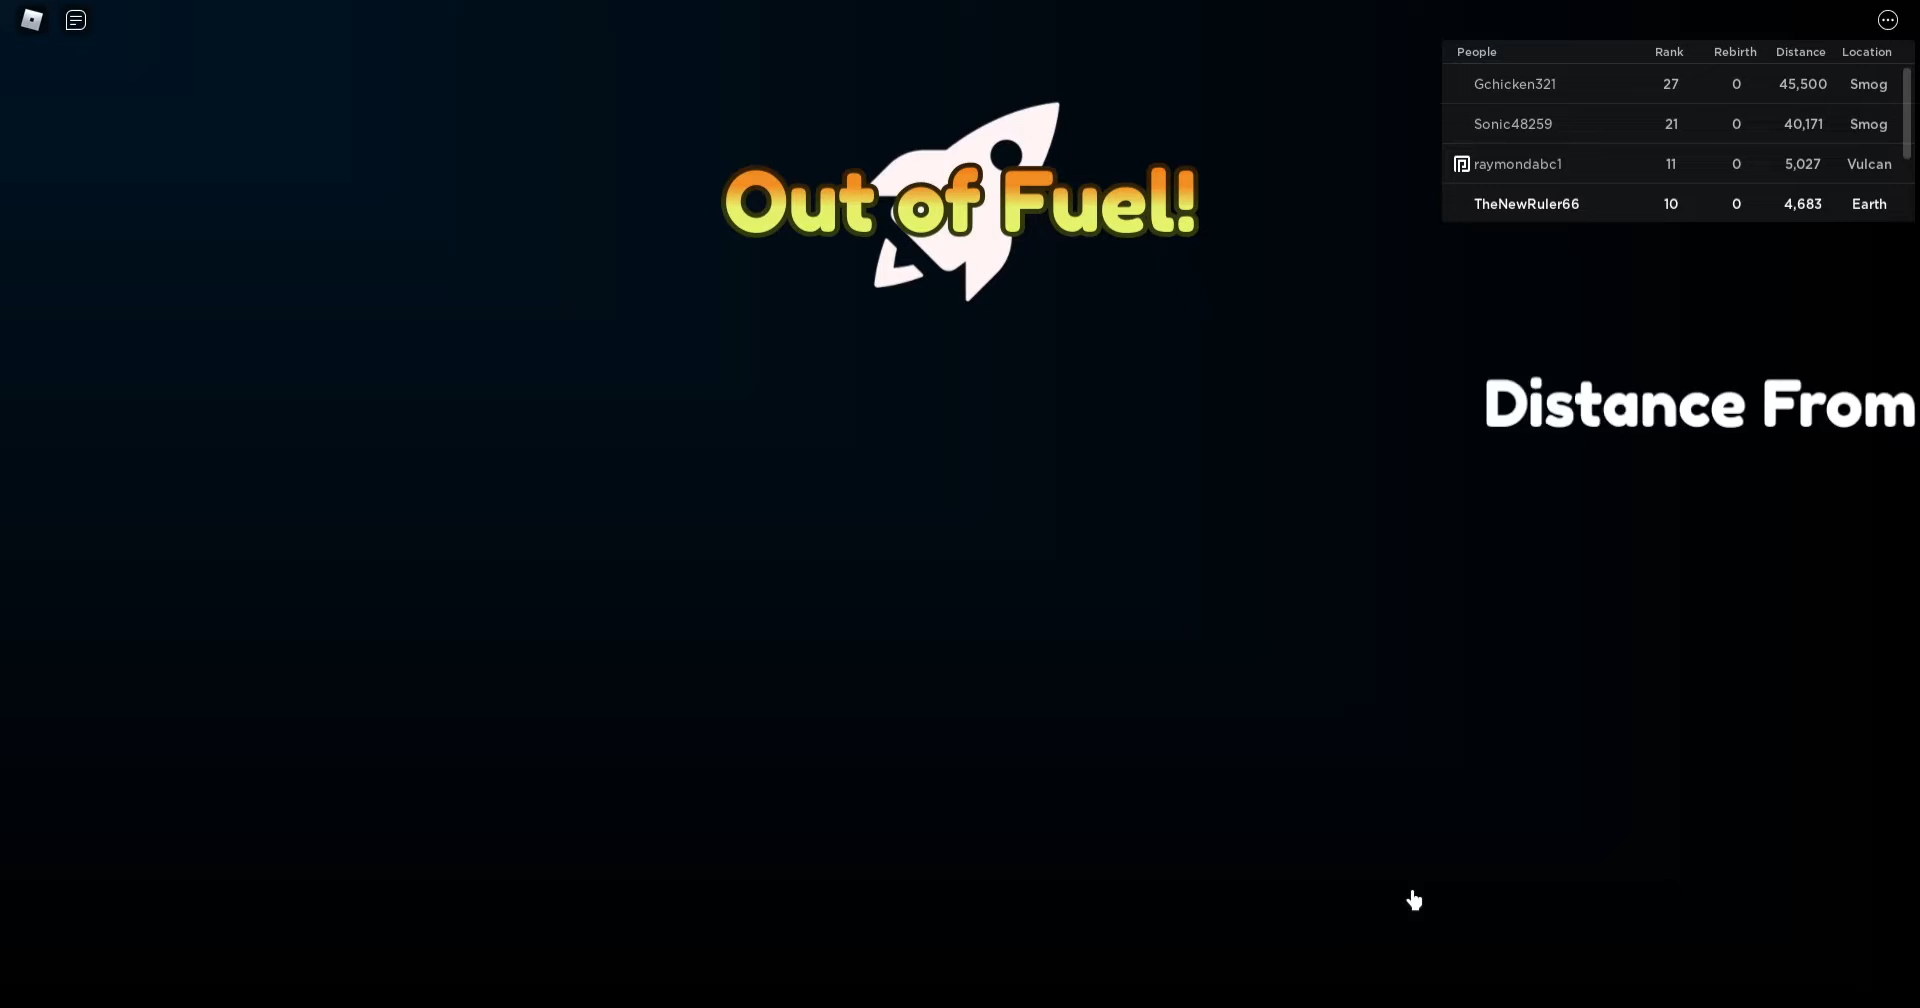 People Rank Rebirth Distance Location
Gchicken321 27 0 45,500 Smog
Sonic48259 21 0 40,171 Smog
raymondabc1 11 0 5,027 Vulcan
TheNewRuler66 10 0 4,683 Earth
Out of Fuel!
Distance From